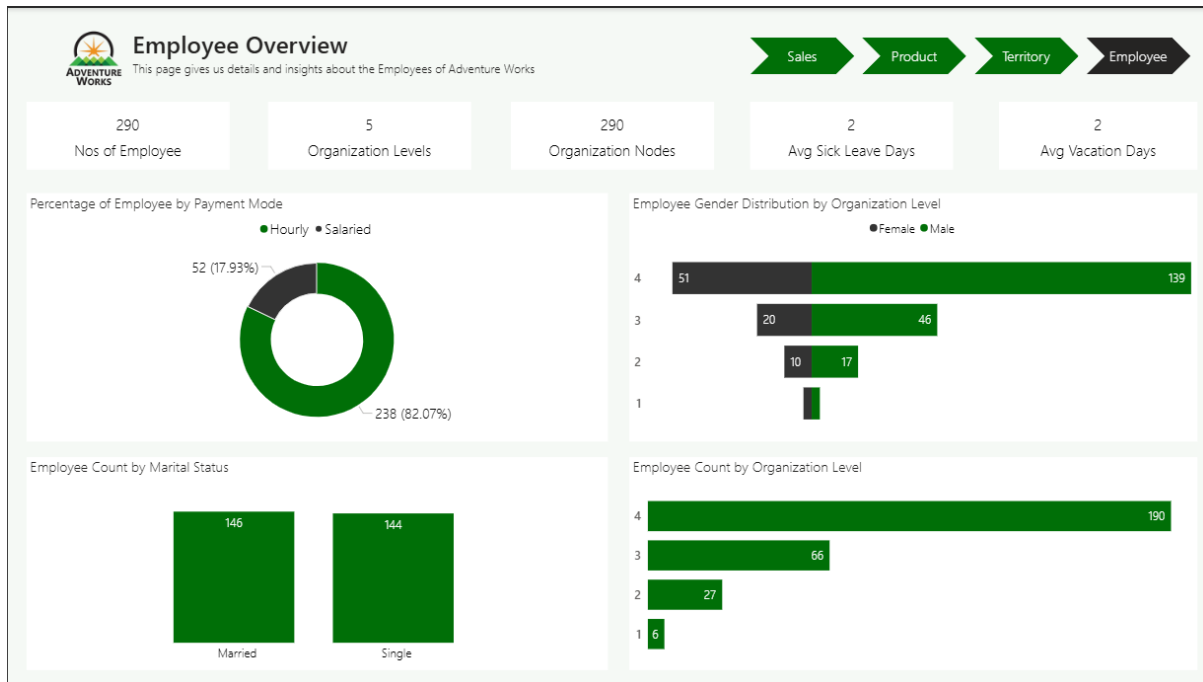 Employee Overview
This page gives us details and insights about the Employees of Adventure Works
ADVENTURE
WORKS
Sales
Product
Territory
Employee
290
Nos of Employee
5
Organization Levels
290
Organization Nodes
2
Avg Sick Leave Days
2
Avg Vacation Days
Percentage of Employee by Payment Mode
Hourly Salaried
52 (17.93%)
238 (82.07%)
Employee Gender Distribution by Organization Level
Female Male
4 51 139
3 20 46
2 10 17
1
Employee Count by Marital Status
146 144
Married Single
Employee Count by Organization Level
4 190
3 66
2 27
1 6